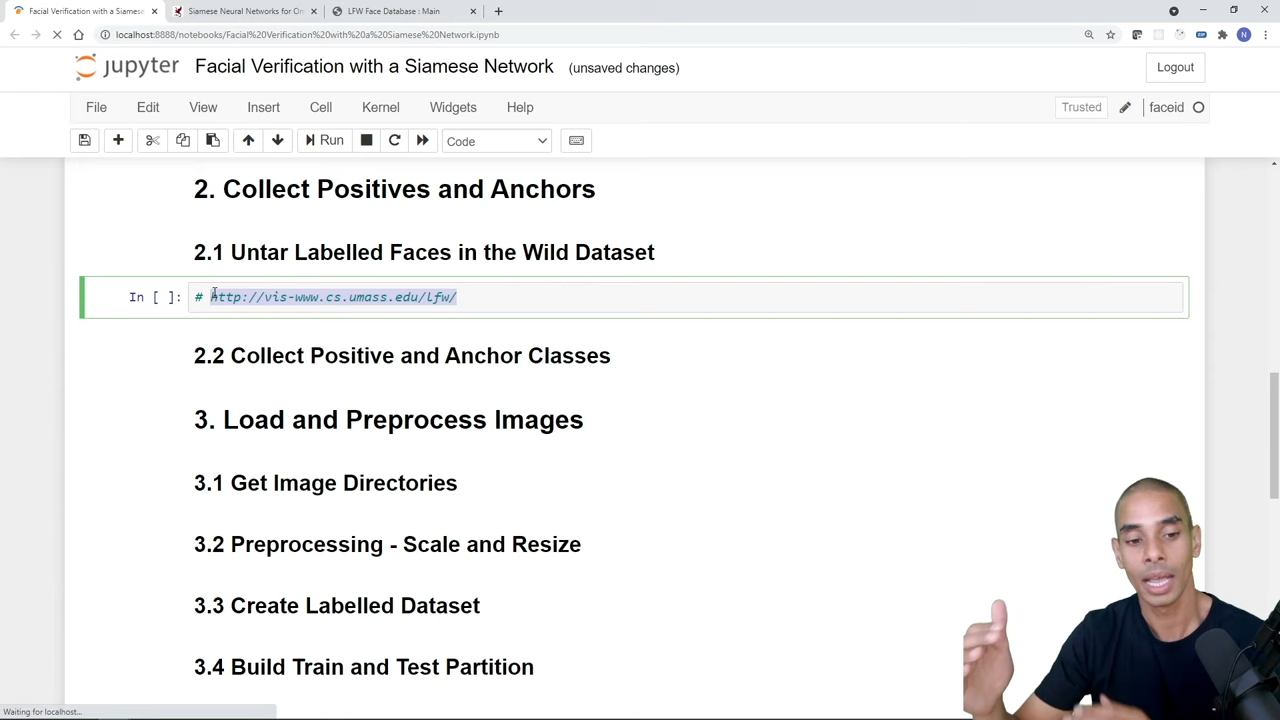 Facial Verification with a Siamese
Siamese Neural Networks for On
LFW Face Database : Main
localhost:8888/notebooks/Facial%20Verification%20with%20a%20Siamese%20Network.ipynb
N
jupyter Facial Verification with a Siamese Network (unsaved changes)
Logout
File Edit View Insert Cell Kernel Widgets Help
Trusted faceid
Run Code
2. Collect Positives and Anchors
2.1 Untar Labelled Faces in the Wild Dataset
In [ ]: # http://vis-www.cs.umass.edu/lfw/
2.2 Collect Positive and Anchor Classes
3. Load and Preprocess Images
3.1 Get Image Directories
3.2 Preprocessing - Scale and Resize
3.3 Create Labelled Dataset
3.4 Build Train and Test Partition
Waiting for localhost...